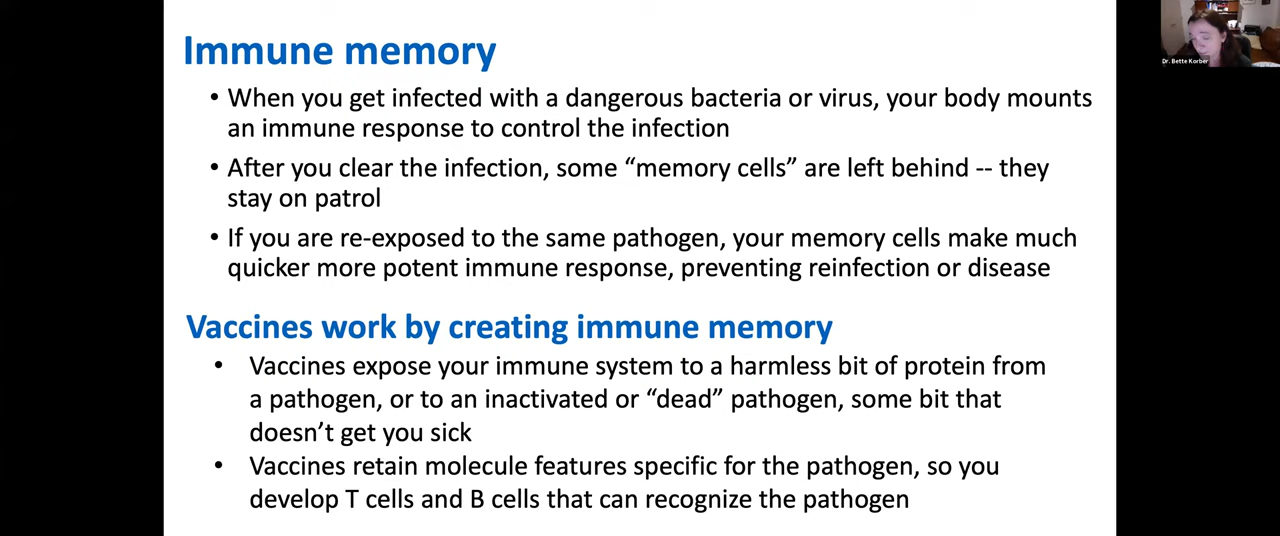 Immune memory
• When you get infected with a dangerous bacteria or virus, your body mounts
an immune response to control the infection
• After you clear the infection, some “memory cells” are left behind -- they
stay on patrol
• If you are re-exposed to the same pathogen, your memory cells make much
quicker more potent immune response, preventing reinfection or disease
Vaccines work by creating immune memory
• Vaccines expose your immune system to a harmless bit of protein from
a pathogen, or to an inactivated or “dead” pathogen, some bit that
doesn’t get you sick
• Vaccines retain molecule features specific for the pathogen, so you
develop T cells and B cells that can recognize the pathogen
Dr. Bette Korber